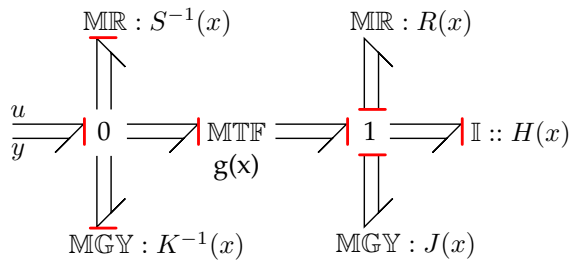 𝕄ℝ : S⁻¹(x) 𝕄ℝ : R(x)
u
y
0 𝕄𝕋𝔽 1 𝕀 :: H(x)
g(x)
𝕄𝔾𝕐 : K⁻¹(x) 𝕄𝔾𝕐 : J(x)